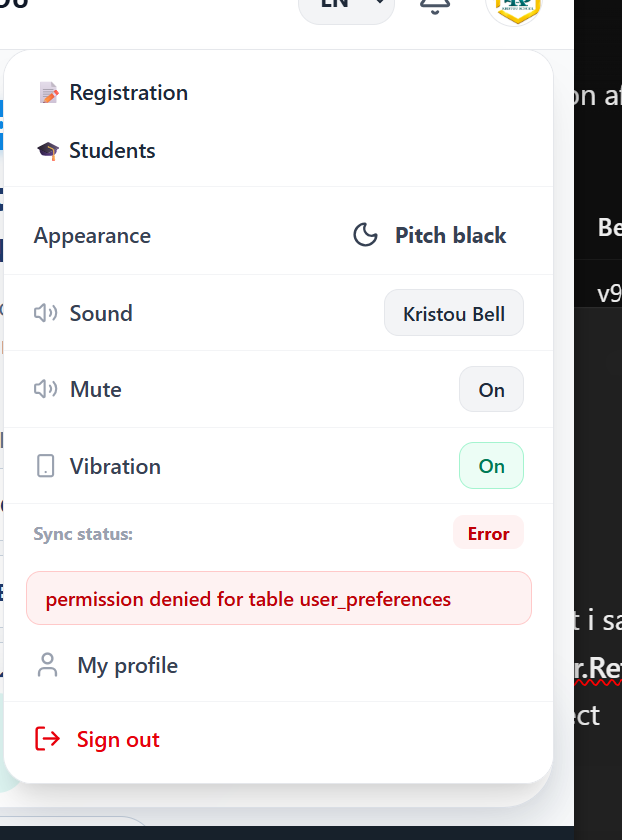 EN
Registration
on af
Students
Be
Appearance
Pitch black
v9
Sound
Kristou Bell
Mute
On
Vibration
On
Sync status:
Error
permission denied for table user_preferences
t i sa
My profile
r.Re
ect
Sign out